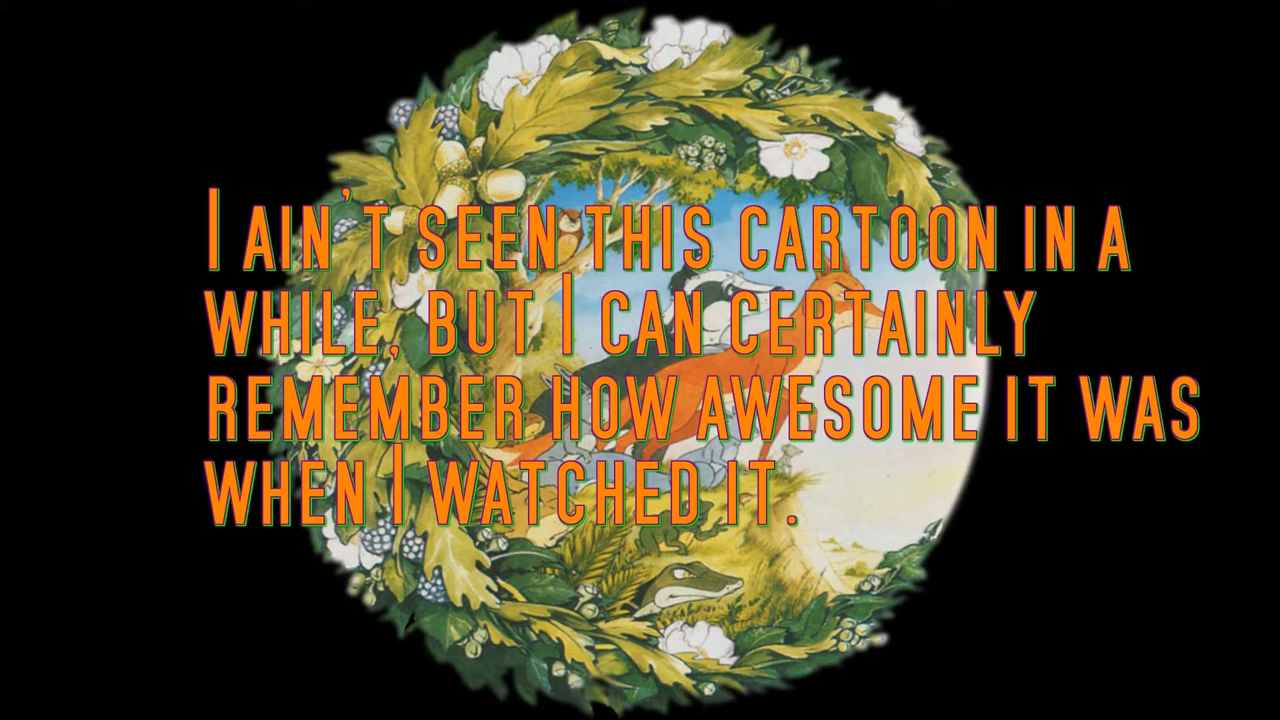 I AIN'T SEEN THIS CARTOON IN A
WHILE, BUT I CAN CERTAINLY
REMEMBER HOW AWESOME IT WAS
WHEN I WATCHED IT.